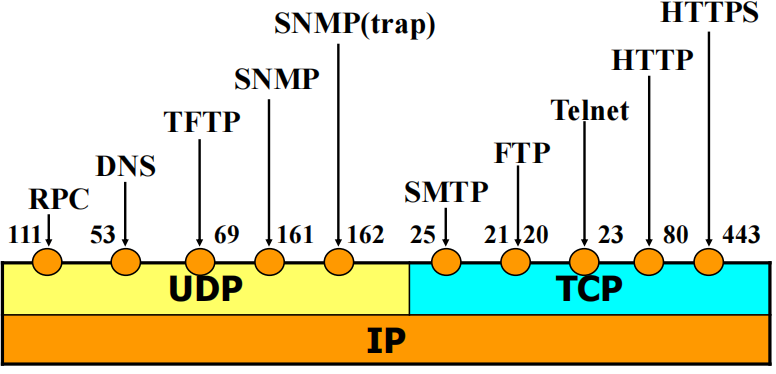 HTTPS
SNMP(trap)
HTTP
SNMP
Telnet
TFTP
FTP
DNS
SMTP
RPC
111 53 69 161 162 25 21 20 23 80 443
UDP TCP
IP